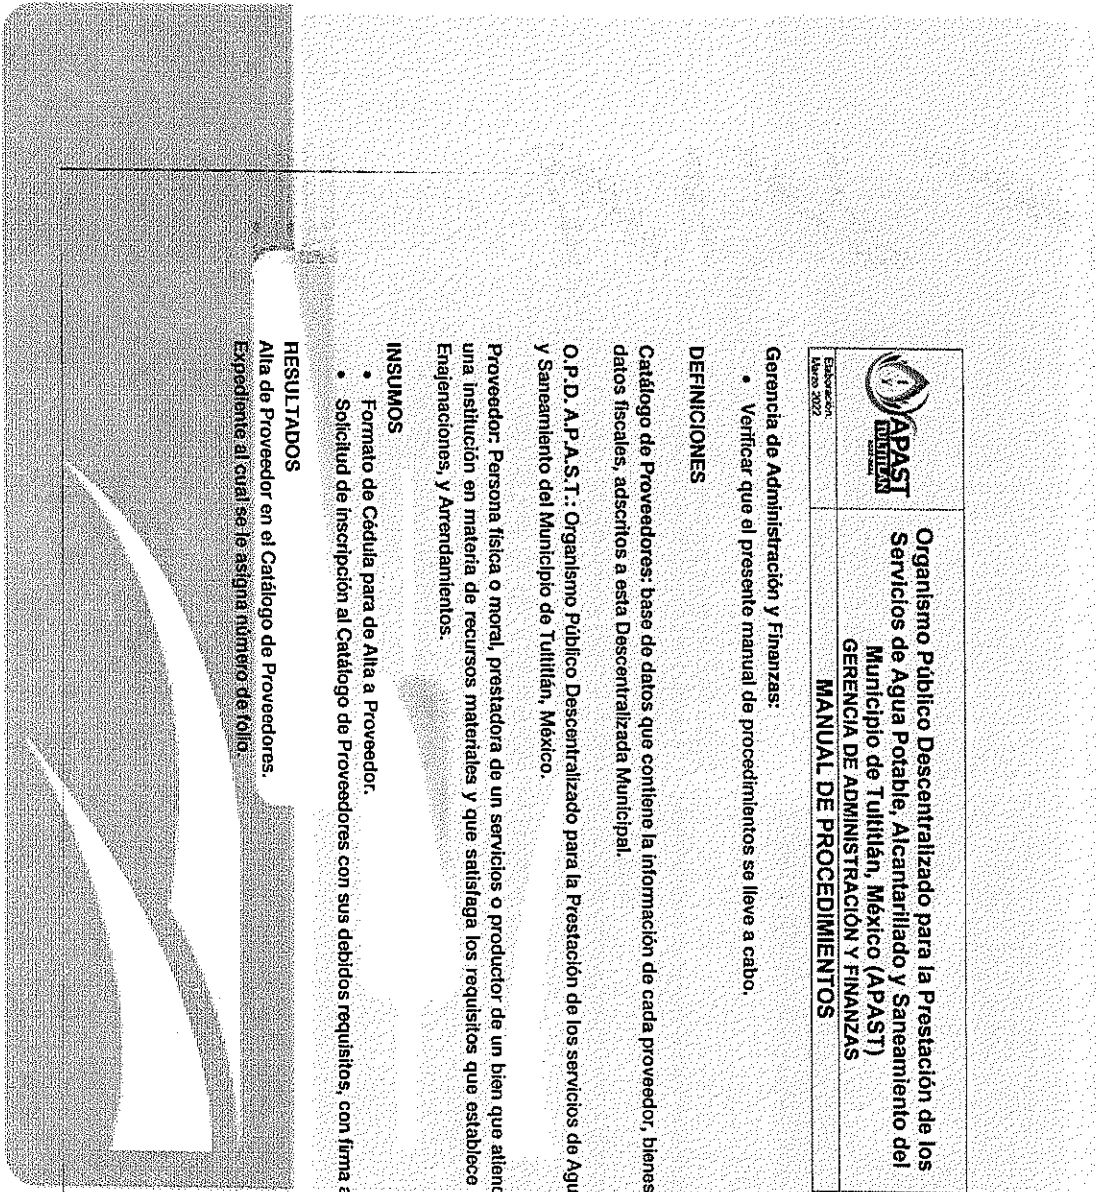 APAST
TULTITLÁN
Elaboración:
Marzo 2022
Organismo Público Descentralizado para la Prestación de los
Servicios de Agua Potable, Alcantarillado y Saneamiento del
Municipio de Tultitlán, México (APAST)
GERENCIA DE ADMINISTRACIÓN Y FINANZAS
MANUAL DE PROCEDIMIENTOS
Gerencia de Administración y Finanzas:
• Verificar que el presente manual de procedimientos se lleve a cabo.
DEFINICIONES
Catálogo de Proveedores: base de datos que contiene la información de cada proveedor, bienes
datos fiscales, adscritos a esta Descentralizada Municipal.
O.P.D. A.P.A.S.T.: Organismo Público Descentralizado para la Prestación de los servicios de Agu
y Saneamiento del Municipio de Tultitlán, México.
Proveedor: Persona física o moral, prestadora de un servicios o productor de un bien que atiend
una institución en materia de recursos materiales y que satisfaga los requisitos que establece
Enajenaciones, y Arrendamientos.
INSUMOS
• Formato de Cédula para de Alta a Proveedor.
• Solicitud de inscripción al Catálogo de Proveedores con sus debidos requisitos, con firma a
RESULTADOS
Alta de Proveedor en el Catálogo de Proveedores.
Expediente al cual se le asigna número de folio.